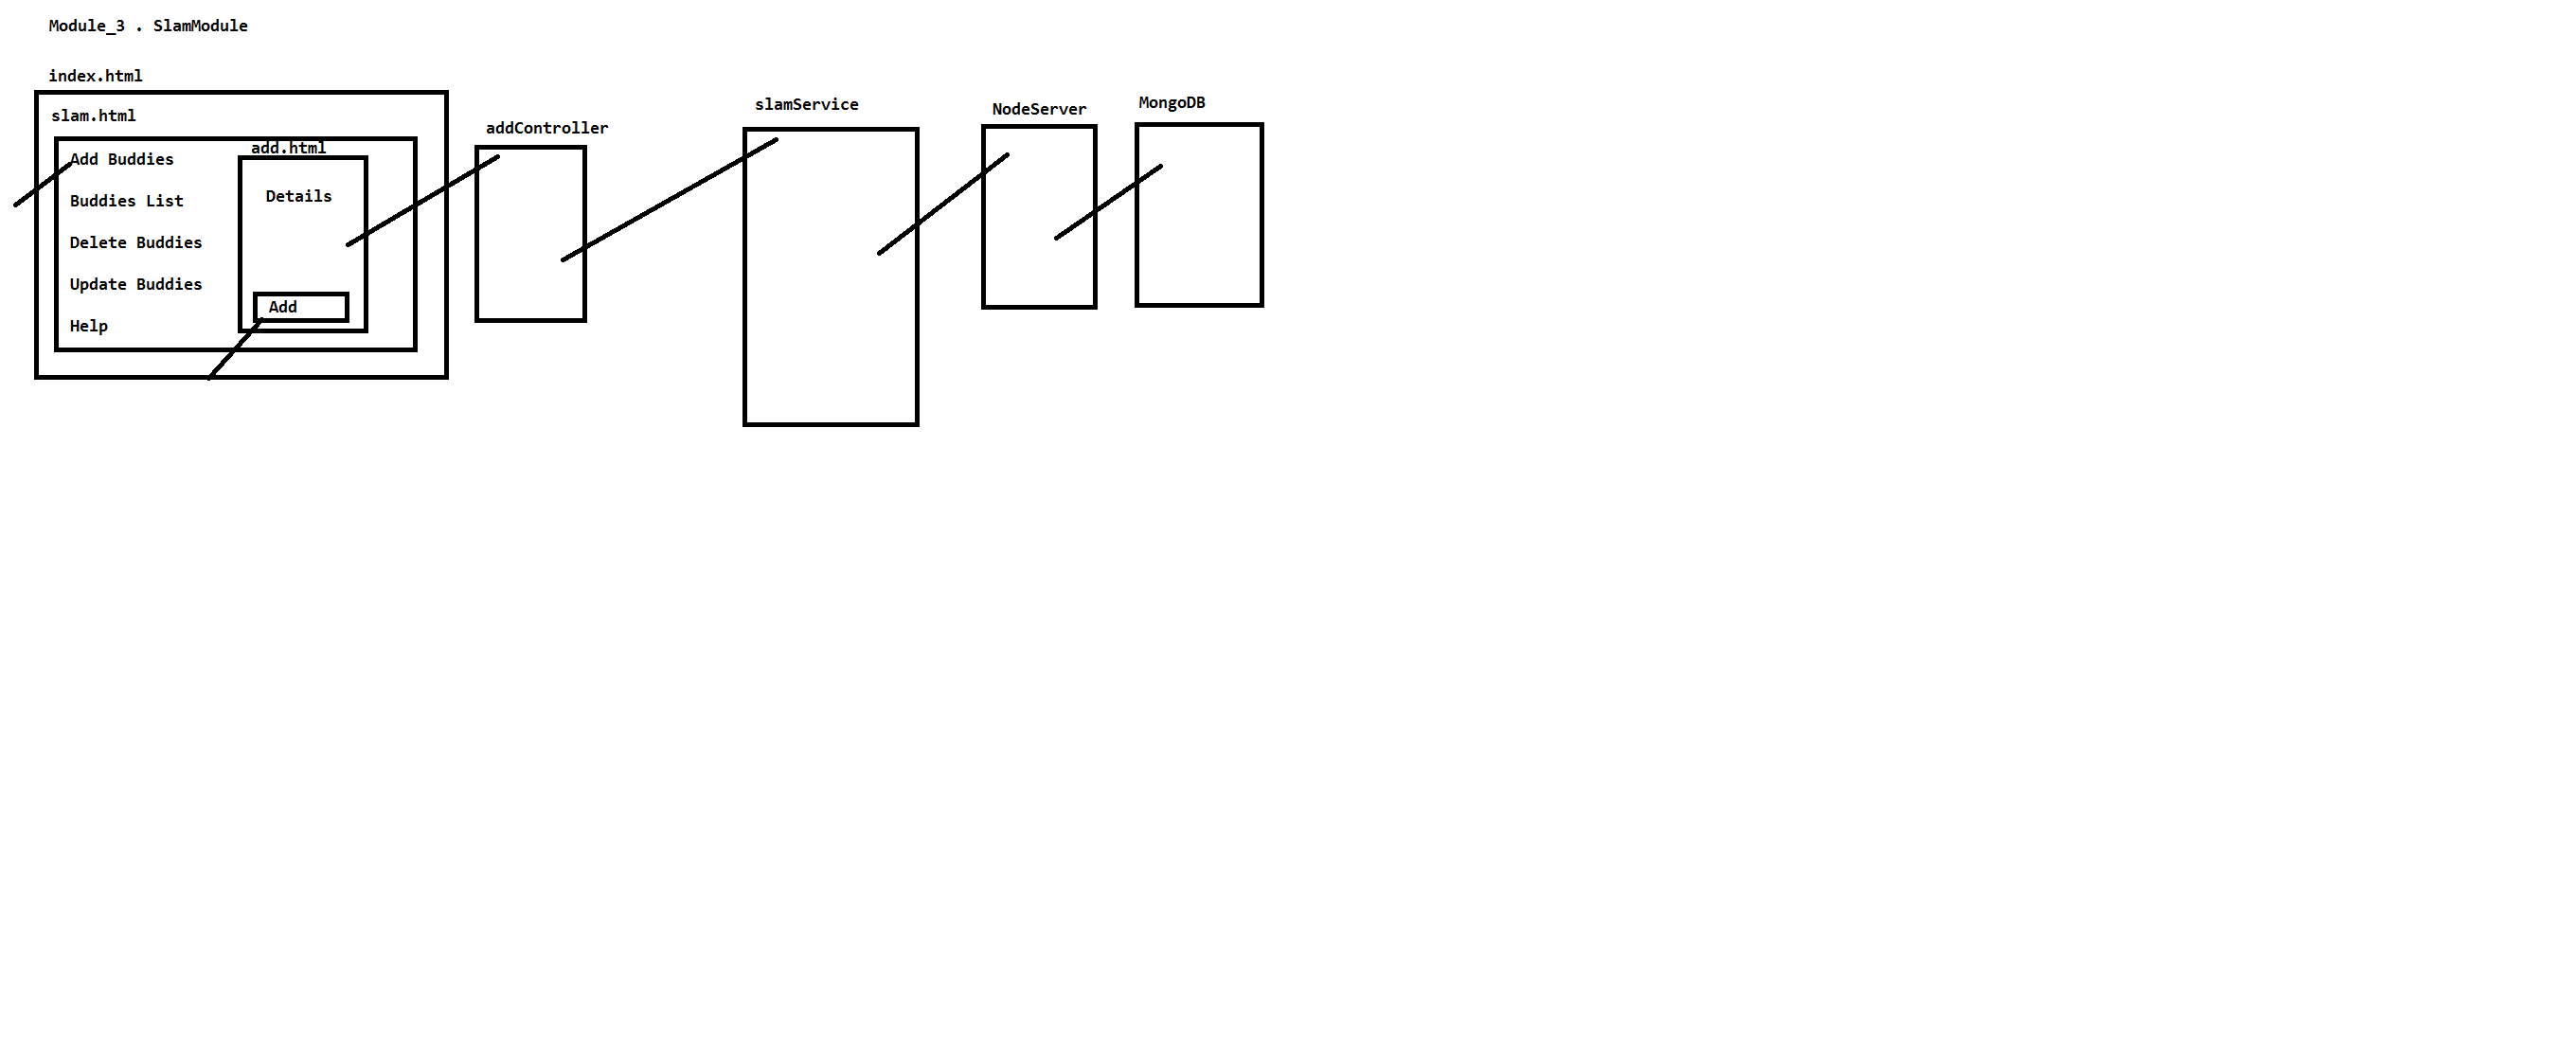 Module_3 . SlamModule
index.html
slam.html
Add Buddies
Buddies List
Delete Buddies
Update Buddies
Help
add.html
Details
Add
addController
slamService
NodeServer
MongoDB